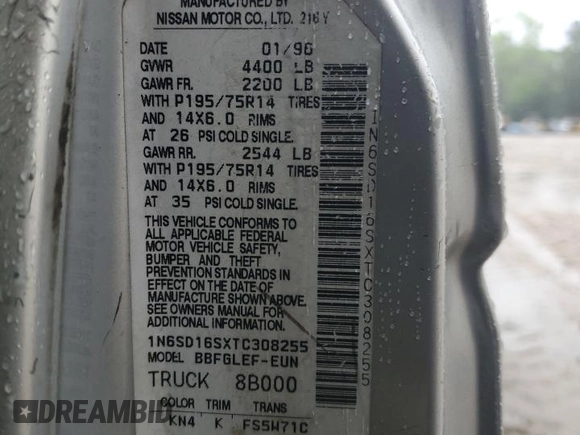 MANUFACTURED BY
NISSAN MOTOR CO., LTD. 216Y
DATE 01/96
GVWR 4400 LB
GAWR FR. 2200 LB
WITH P195/75R14 TIRES
AND 14X6.0 RIMS
AT 26 PSI COLD SINGLE.
GAWR RR. 2544 LB
WITH P195/75R14 TIRES
AND 14X6.0 RIMS
AT 35 PSI COLD SINGLE.
THIS VEHICLE CONFORMS TO
ALL APPLICABLE FEDERAL
MOTOR VEHICLE SAFETY,
BUMPER AND THEFT
PREVENTION STANDARDS IN
EFFECT ON THE DATE OF
MANUFACTURE SHOWN ABOVE.
SEE OWNERS MANUAL FOR
ADDITIONAL INFORMATION
1N6SD16SXTC308255
MODEL BBFGLEF-EUN
TRUCK 8B000
COLOR TRIM TRANS
KN4 K FS5W71C
1N6SD16SXTC308255
DREAMBID